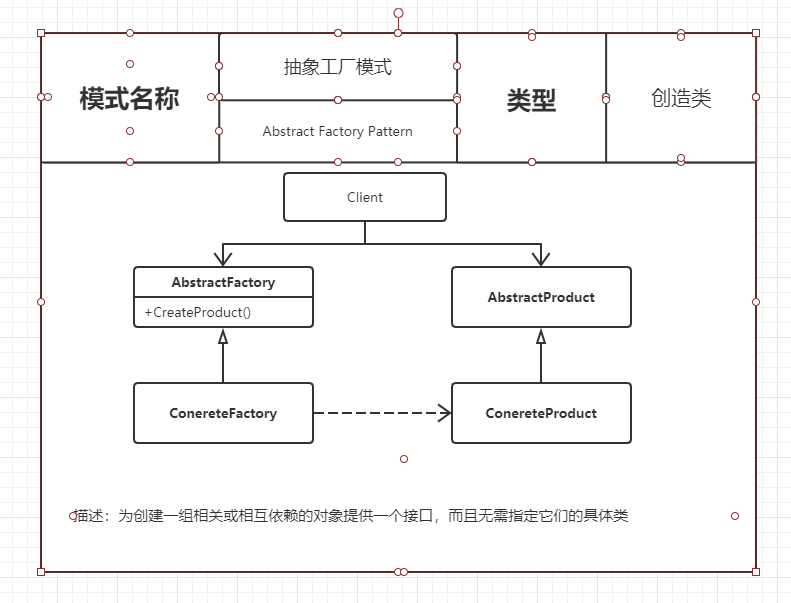 模式名称
抽象工厂模式
Abstract Factory Pattern
类型
创造类
Client
AbstractFactory
+CreateProduct()
AbstractProduct
ConereteFactory
ConereteProduct
描述：为创建一组相关或相互依赖的对象提供一个接口，而且无需指定它们的具体类